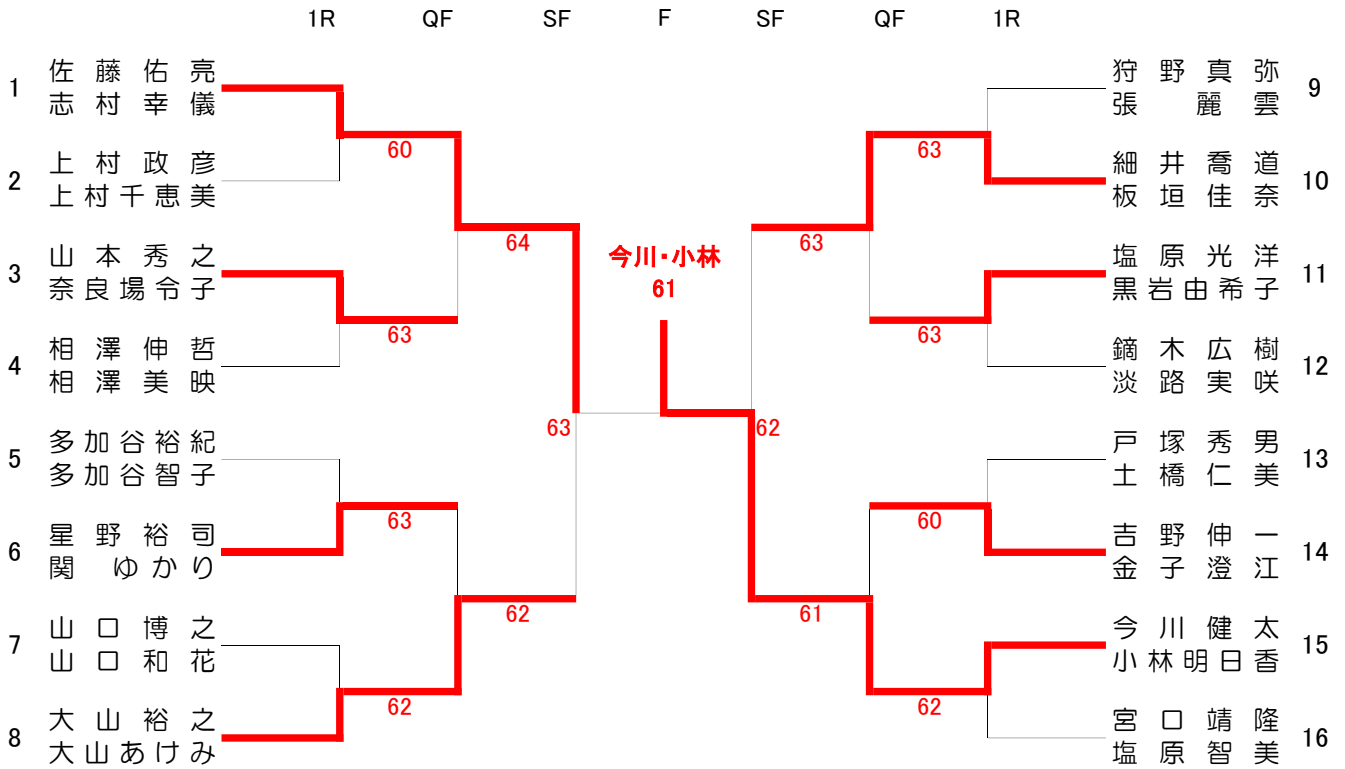 1R QF SF F SF QF 1R
1 佐藤佑亮
志村幸儀
2 上村政彦
上村千恵美
3 山本秀之
奈良場令子
4 相澤伸哲
相澤美映
5 多加谷裕紀
多加谷智子
6 星野裕司
関ゆかり
7 山口博之
山口和花
8 大山裕之
大山あけみ
60
63
63
62
64
62
63
今川・小林
61
62
63
61
63
63
60
62
狩野真弥 9
張麗雲
細井喬道 10
板垣佳奈
塩原光洋 11
黒岩由希子
鏑木広樹 12
淡路実咲
戸塚秀男 13
土橋仁美
吉野伸一 14
金子澄江
今川健太 15
小林明日香
宮口靖隆 16
塩原智美